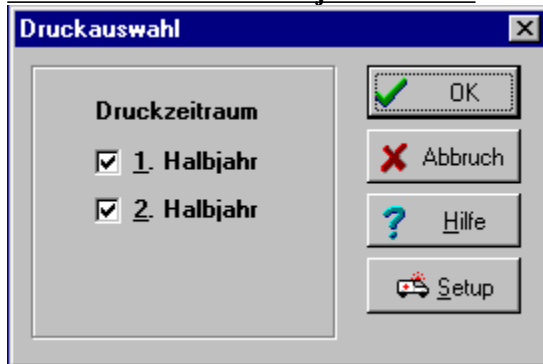 Druckauswahl
Druckzeitraum
1. Halbjahr
2. Halbjahr
OK
Abbruch
Hilfe
Setup